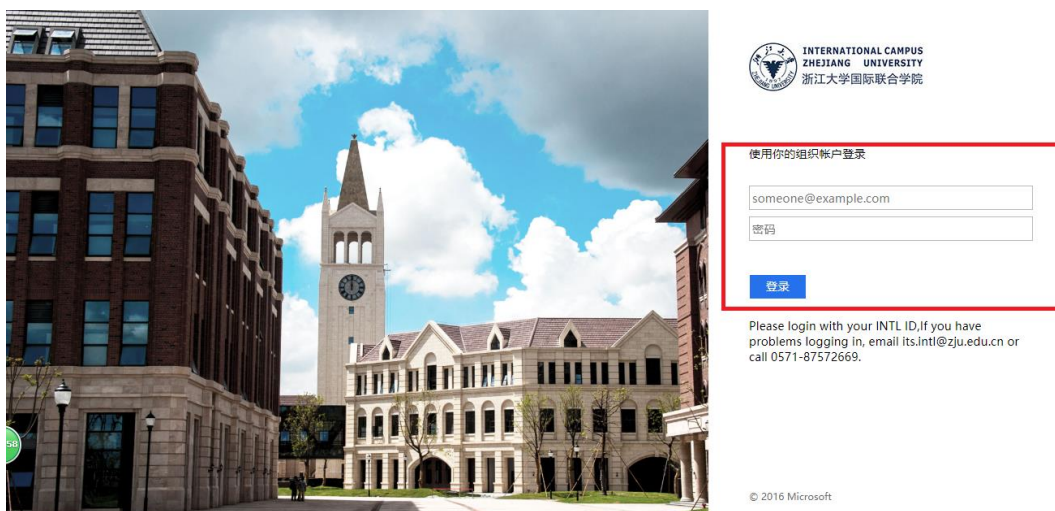 INTERNATIONAL CAMPUS
ZHEJIANG UNIVERSITY
浙江大学国际联合学院
使用你的组织帐户登录
someone@example.com
密码
登录
Please login with your INTL ID,If you have
problems logging in, email its.intl@zju.edu.cn or
call 0571-87572669.
58
© 2016 Microsoft